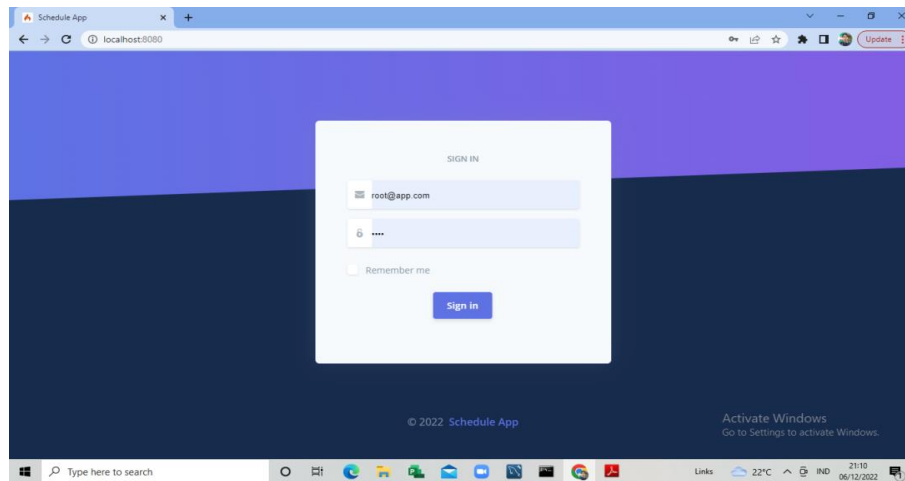 Schedule App
localhost:8080
Update
SIGN IN
root@app.com
••••
Remember me
Sign in
© 2022 Schedule App
Activate Windows
Go to Settings to activate Windows.
Type here to search
Links
22°C
IND
21:10
06/12/2022